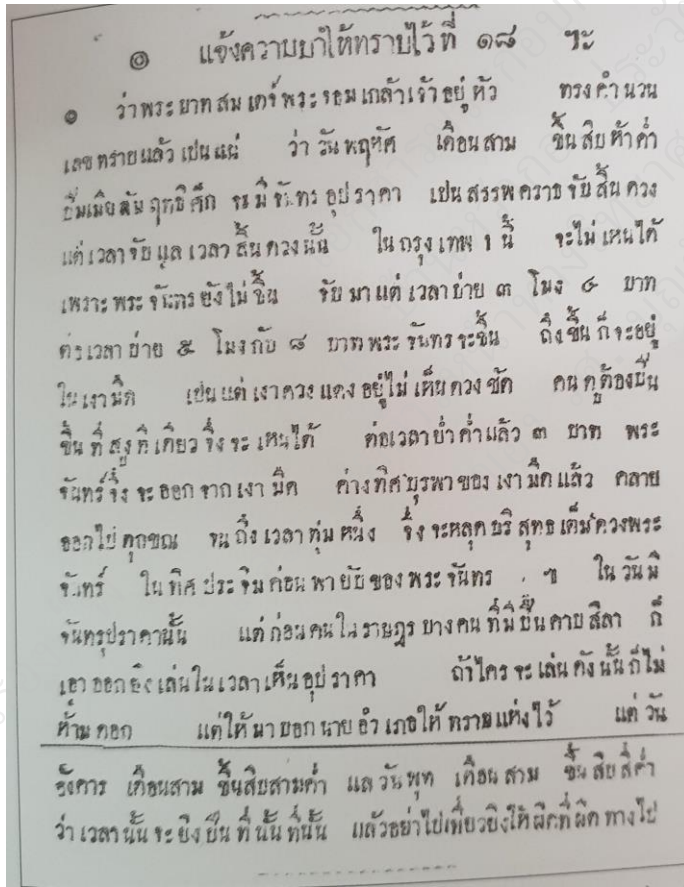 ๏ แจ้งความมาให้ทราบไว้ที่ ๑๘ ฯะ
๏ ว่าพระบาทสมเดจ์พระจอมเกล้าเจ้าอยู่หัว ทรงคำนวน
เลขทรายแล้วเปนแน่ ว่า วันพฤหัศ เดือนสาม ขึ้นสิบห้าค่ำ
ปีมเมียสัมฤทธิศ๊ก จะมีจันทรอุปราคา เปนสรรพคราธจับสิ้นดวง
แต่เวลาจับแลเวลาสิ้นดวงนั้น ในกรุงเทพ ฯ นี้ จะไม่เหนได้
เพราะพระจันทรยังไม่ขึ้น จับมาแต่เวลาบ่าย ๓ โมง ๔ บาท
ต่อเวลาบ่าย ๕ โมงกับ ๘ บาทพระจันทรจะขึ้น ถึงขึ้นก็จะอยู่
ในเงามืด เปนแต่เงาดวงแดงอยู่ไม่เห็นดวงชัด คนดูต้องปีน
ขึ้นที่สูงทีเดียวจึ่งจะเหนได้ ต่อเวลาย่ำค่ำแล้ว ๓ บาท พระ
จันทร์จึ่งจะออกจากเงามืด ค่างทิศบูรพาของเงามืดแล้ว คลาย
ออกไปทุกขณ จนถึงเวลาทุ่มหนึ่ง จึ่งจะหลุดบริสุทธเต็มดวงพระ
จันทร์ ในทิศประจิมค่อนพายัยของพระจันทร ฯ ในวันมี
จันทรุปราคานั้น แต่ก่อนคนในราษฎรบางคนที่มีปืนคาบสีลา ก็
เอาออกยิงเล่นในเวลาเห็นอุปราคา ถ้าใครจะเล่นดังนั้นก็ไม่
ห้ามดอก แต่ให้มาบอกนายอำเภอให้ทราบแห่งไว้ แต่วัน
อังคาร เดือนสาม ขึ้นสิบสามค่ำ แลวันพุท เดือนสาม ขึ้นสิบสี่ค่ำ
ว่าเวลานั้นจะยิงปืนที่นั้นที่นั้น แล้วอย่าไปเที่ยวยิงให้ผิดที่ผิดทางไป